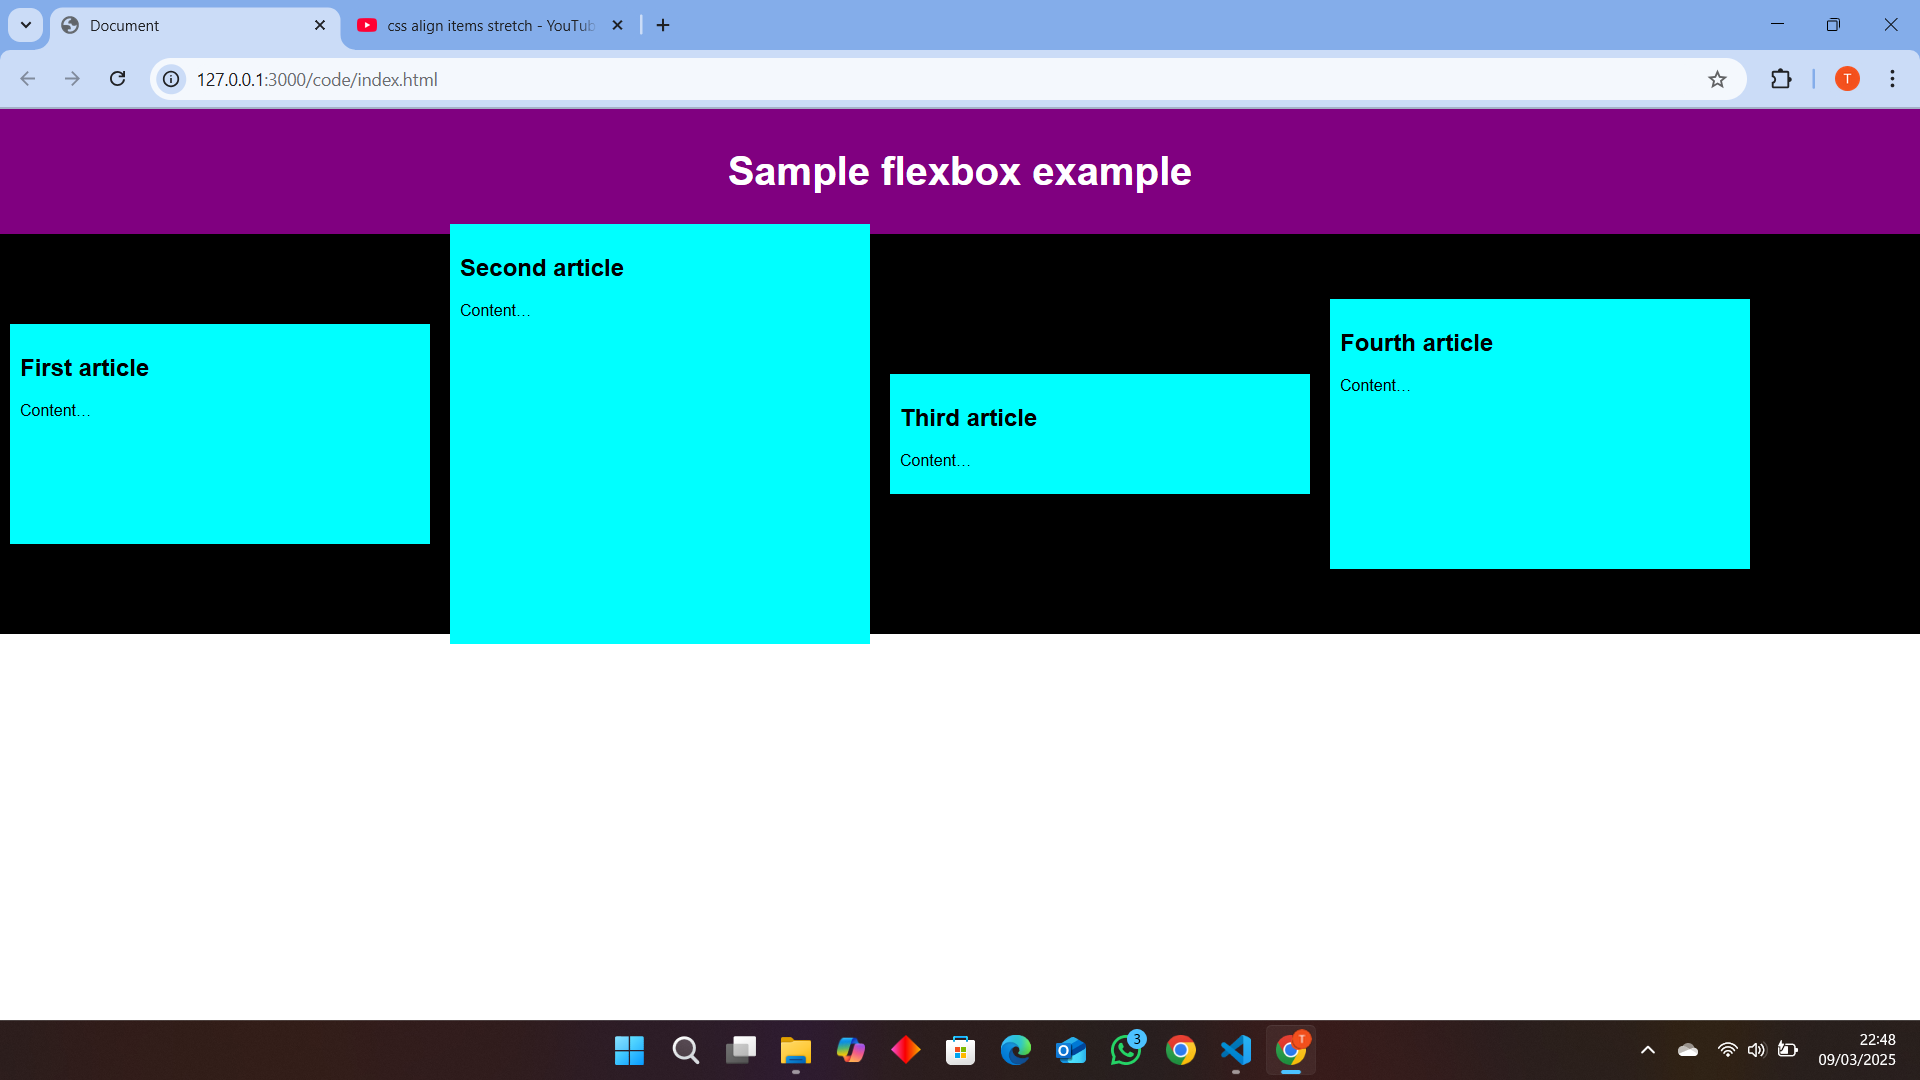 Document
css align items stretch - YouTub
127.0.0.1:3000/code/index.html
T
Sample flexbox example
First article
Content…
Second article
Content…
Third article
Content…
Fourth article
Content…
3
T
22:48
09/03/2025